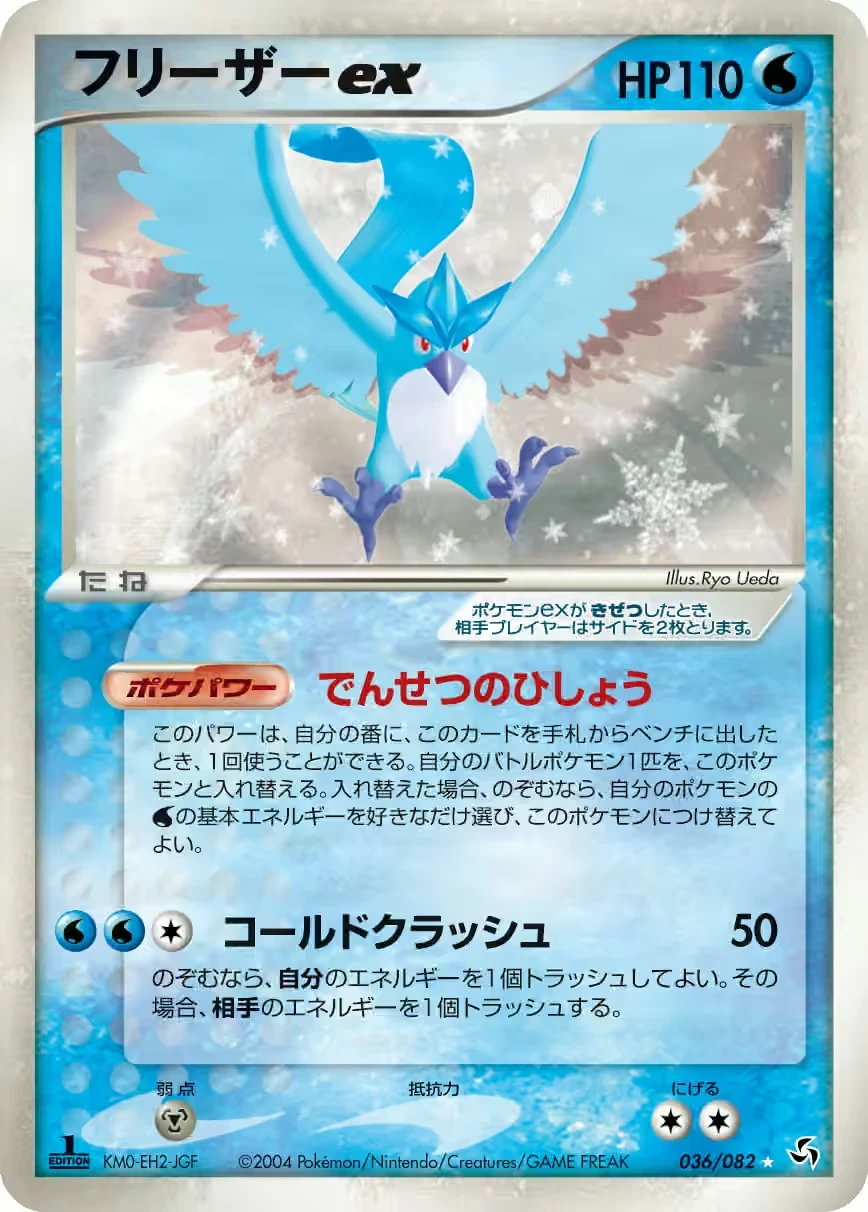 フリーザーex HP110
たね
Illus.Ryo Ueda
ポケモンexが きぜつしたとき、
相手プレイヤーはサイドを2枚とります。
ポケパワー でんせつのひしょう
このパワーは、自分の番に、このカードを手札からベンチに出した
とき、1回使うことができる。自分のバトルポケモン1匹を、このポケ
モンと入れ替える。入れ替えた場合、のぞむなら、自分のポケモンの
の基本エネルギーを好きなだけ選び、このポケモンにつけ替えて
よい。
コールドクラッシュ 50
のぞむなら、自分のエネルギーを1個トラッシュしてよい。その
場合、相手のエネルギーを1個トラッシュする。
弱点 抵抗力 にげる
1 EDITION KM0-EH2-JGF ©2004 Pokémon/Nintendo/Creatures/GAME FREAK 036/082 ★